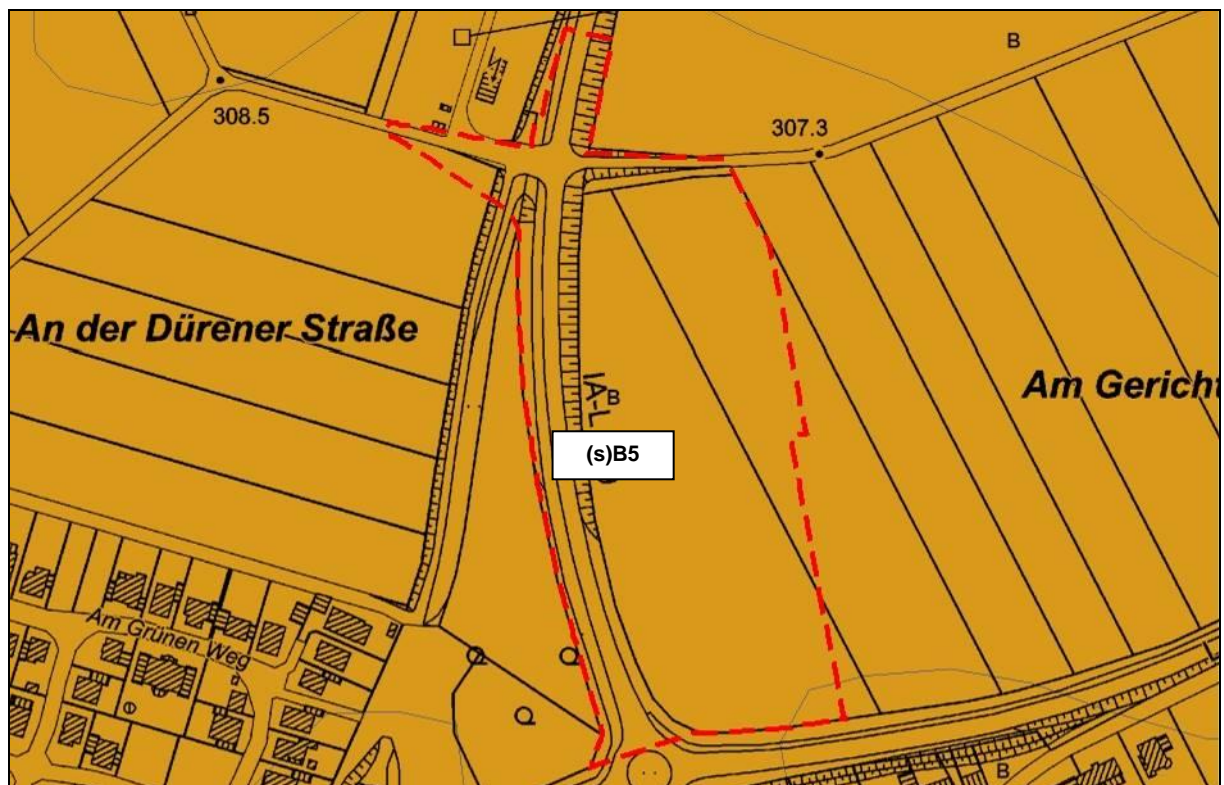 B
308.5
307.3
An der Dürener Straße
Am Gericht
B
(s)B5
Am Grünen Weg
B